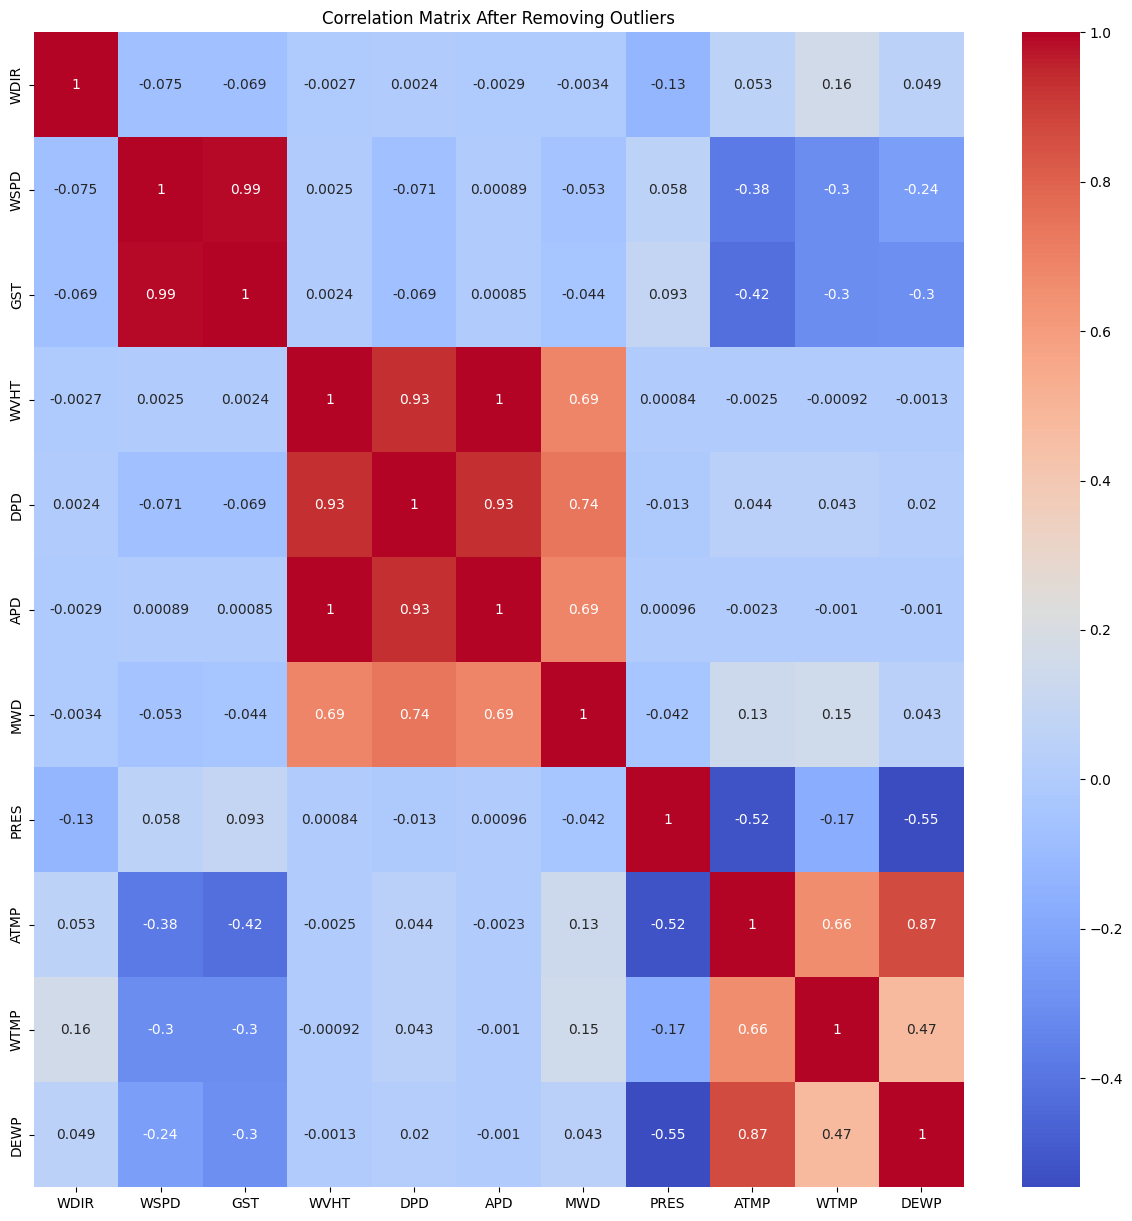 Correlation Matrix After Removing Outliers
WDIR 1 -0.075 -0.069 -0.0027 0.0024 -0.0029 -0.0034 -0.13 0.053 0.16 0.049
WSPD -0.075 1 0.99 0.0025 -0.071 0.00089 -0.053 0.058 -0.38 -0.3 -0.24
GST -0.069 0.99 1 0.0024 -0.069 0.00085 -0.044 0.093 -0.42 -0.3 -0.3
WVHT -0.0027 0.0025 0.0024 1 0.93 1 0.69 0.00084 -0.0025 -0.00092 -0.0013
DPD 0.0024 -0.071 -0.069 0.93 1 0.93 0.74 -0.013 0.044 0.043 0.02
APD -0.0029 0.00089 0.00085 1 0.93 1 0.69 0.00096 -0.0023 -0.001 -0.001
MWD -0.0034 -0.053 -0.044 0.69 0.74 0.69 1 -0.042 0.13 0.15 0.043
PRES -0.13 0.058 0.093 0.00084 -0.013 0.00096 -0.042 1 -0.52 -0.17 -0.55
ATMP 0.053 -0.38 -0.42 -0.0025 0.044 -0.0023 0.13 -0.52 1 0.66 0.87
WTMP 0.16 -0.3 -0.3 -0.00092 0.043 -0.001 0.15 -0.17 0.66 1 0.47
DEWP 0.049 -0.24 -0.3 -0.0013 0.02 -0.001 0.043 -0.55 0.87 0.47 1
WDIR WSPD GST WVHT DPD APD MWD PRES ATMP WTMP DEWP
1.0
0.8
0.6
0.4
0.2
0.0
−0.2
−0.4